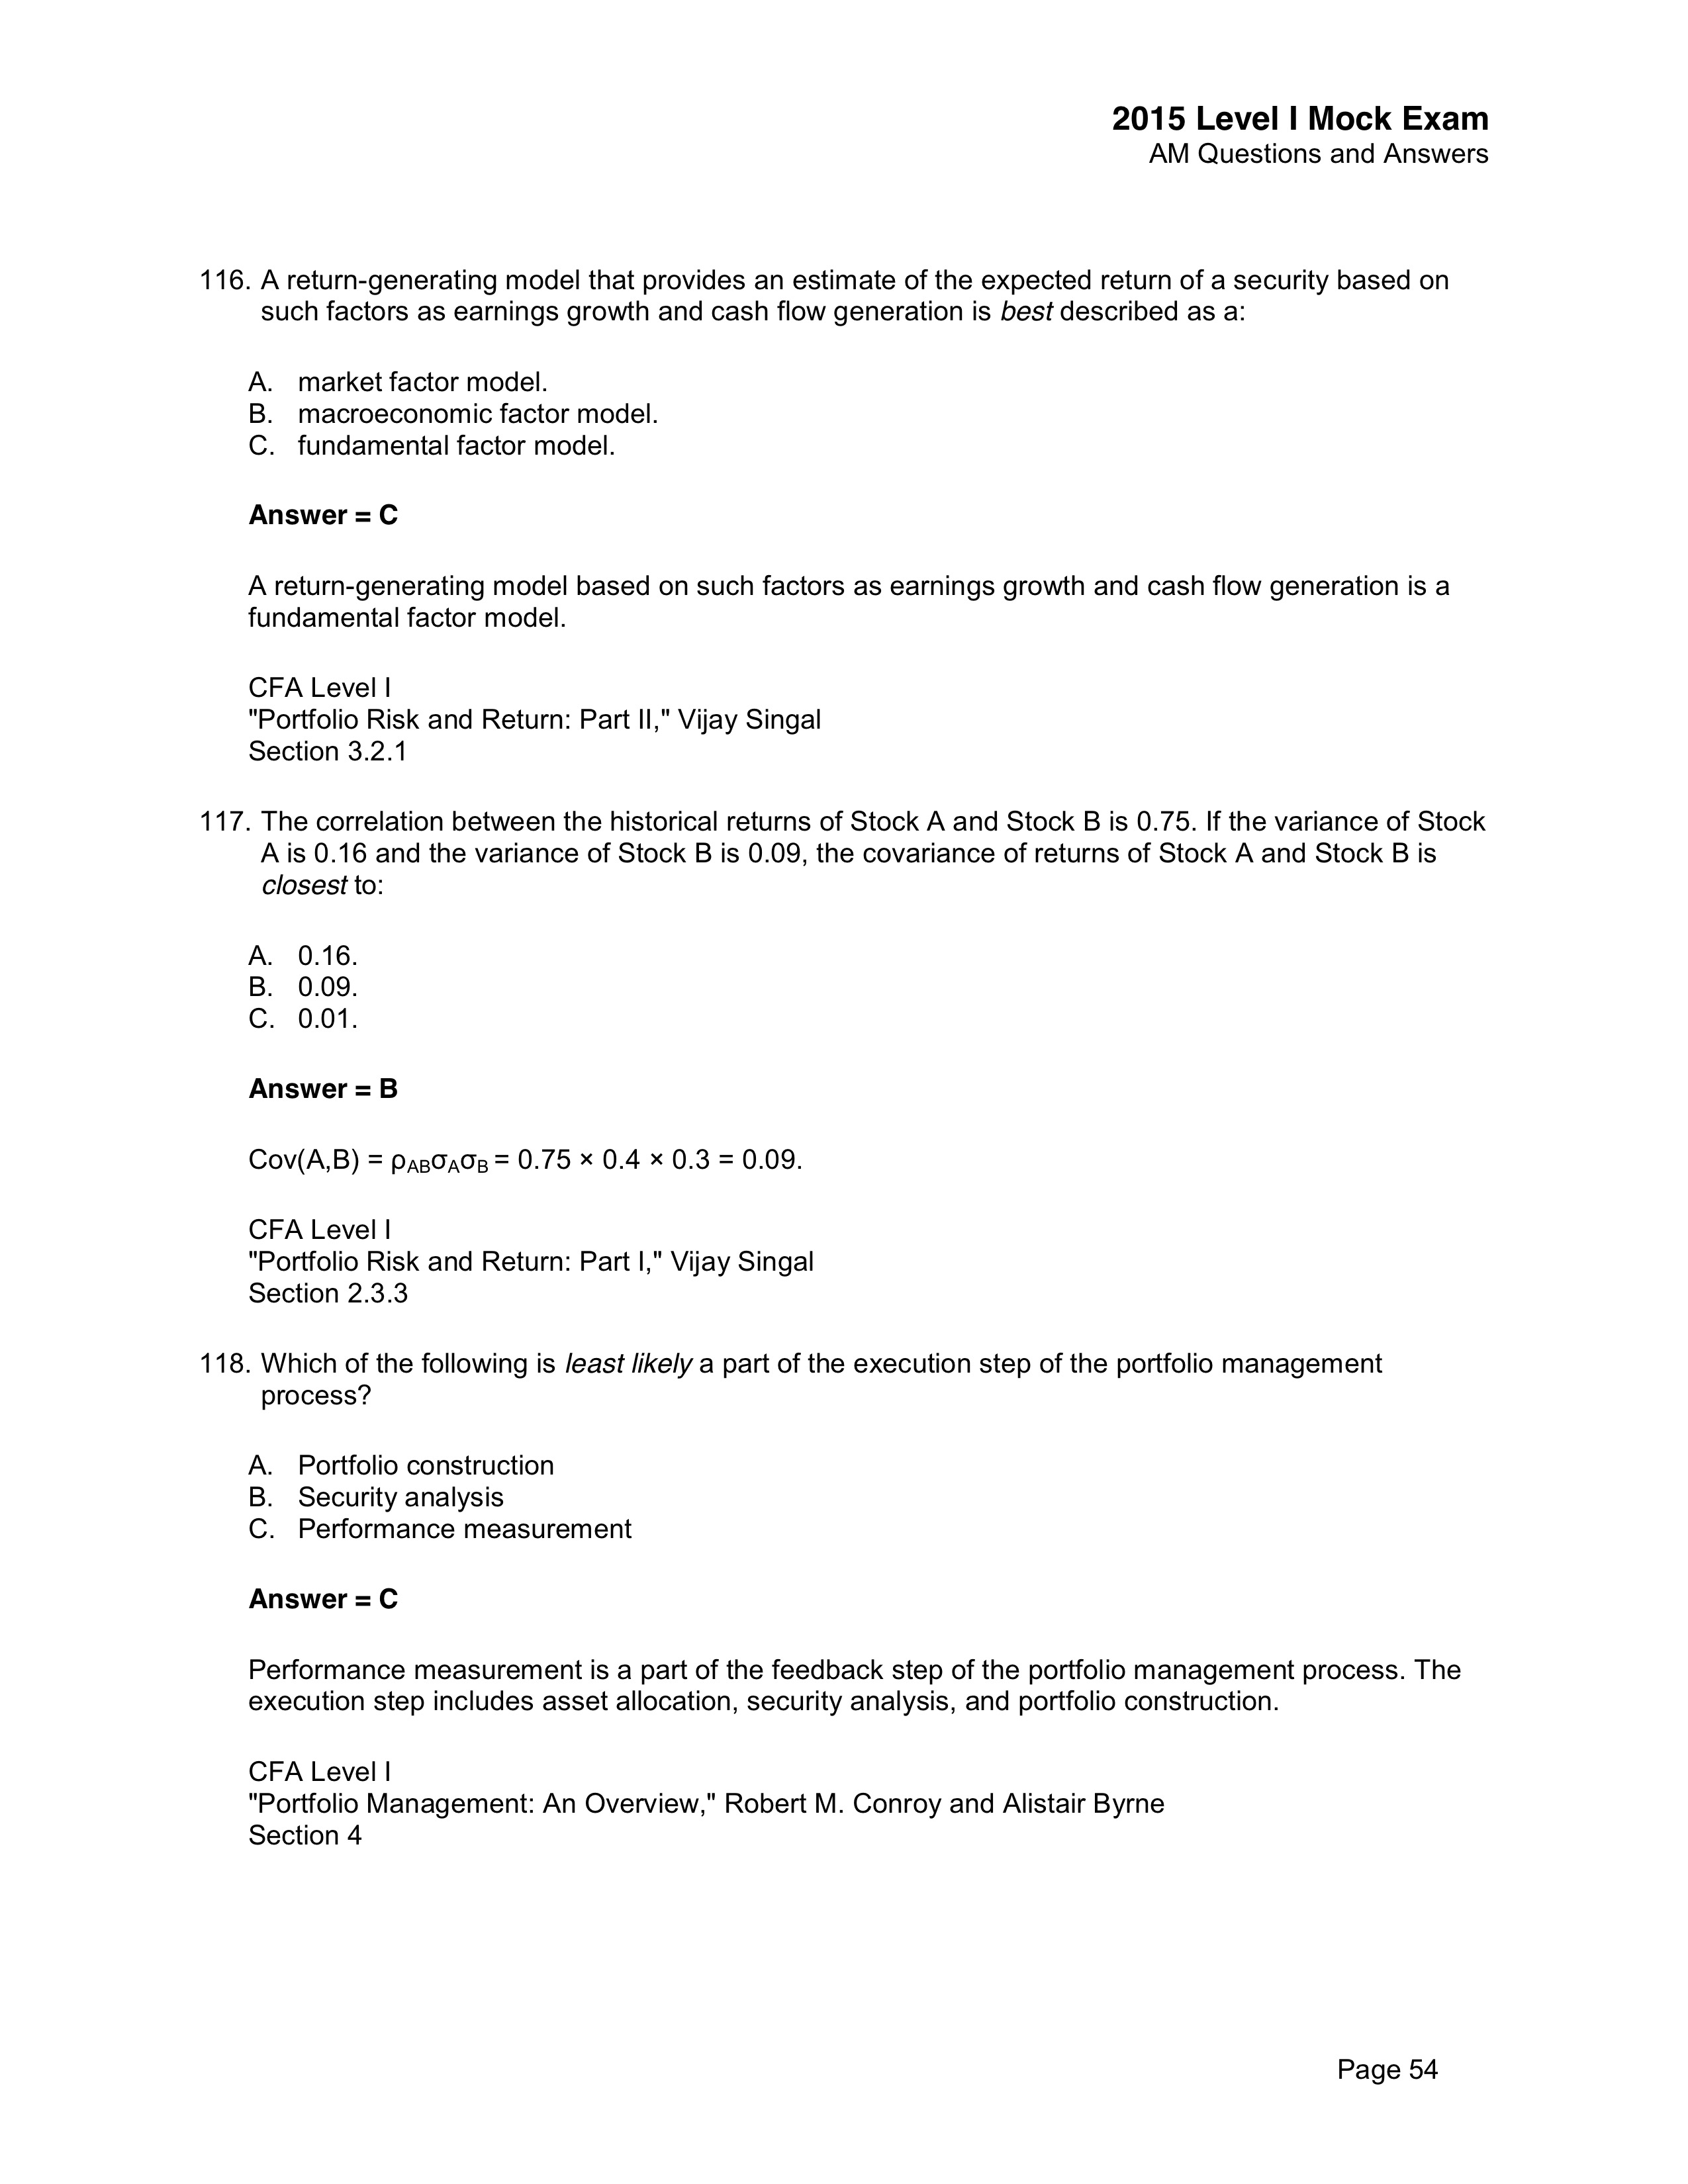 2015 Level I Mock Exam
AM Questions and Answers
116. A return-generating model that provides an estimate of the expected return of a security based on
such factors as earnings growth and cash flow generation is best described as a:
A. market factor model.
B. macroeconomic factor model.
C. fundamental factor model.
Answer = C
A return-generating model based on such factors as earnings growth and cash flow generation is a
fundamental factor model.
CFA Level I
"Portfolio Risk and Return: Part II," Vijay Singal
Section 3.2.1
117. The correlation between the historical returns of Stock A and Stock B is 0.75. If the variance of Stock
A is 0.16 and the variance of Stock B is 0.09, the covariance of returns of Stock A and Stock B is
closest to:
A. 0.16.
B. 0.09.
C. 0.01.
Answer = B
Cov(A,B) = ρABσAσB = 0.75 × 0.4 × 0.3 = 0.09.
CFA Level I
"Portfolio Risk and Return: Part I," Vijay Singal
Section 2.3.3
118. Which of the following is least likely a part of the execution step of the portfolio management
process?
A. Portfolio construction
B. Security analysis
C. Performance measurement
Answer = C
Performance measurement is a part of the feedback step of the portfolio management process. The
execution step includes asset allocation, security analysis, and portfolio construction.
CFA Level I
"Portfolio Management: An Overview," Robert M. Conroy and Alistair Byrne
Section 4
Page 54